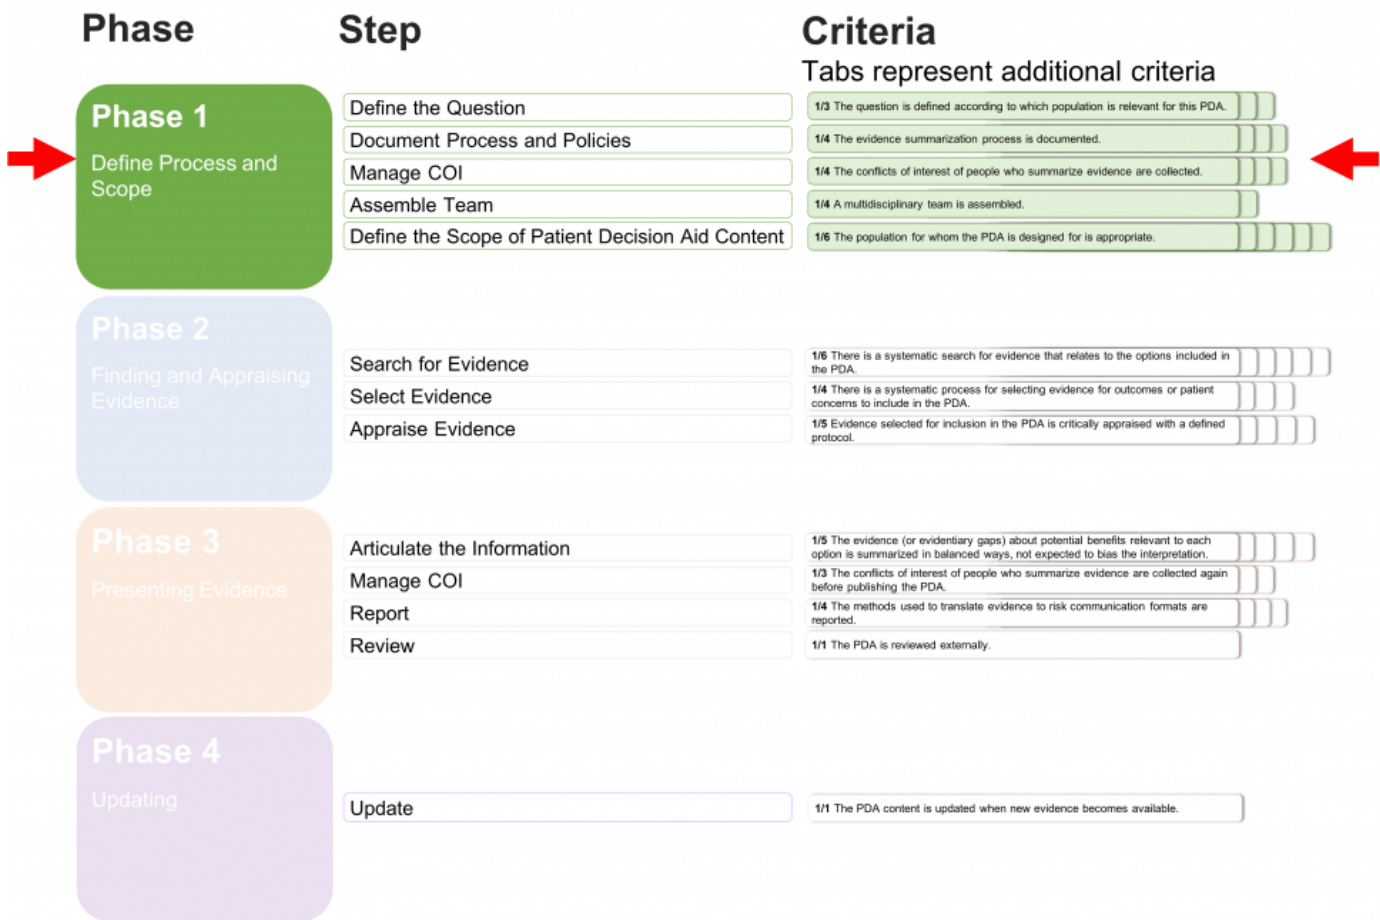 Phase
Step
Criteria
Tabs represent additional criteria
Phase 1
Define Process and
Scope
Define the Question
1/3 The question is defined according to which population is relevant for this PDA.
Document Process and Policies
1/4 The evidence summarization process is documented.
Manage COI
1/4 The conflicts of interest of people who summarize evidence are collected.
Assemble Team
1/4 A multidisciplinary team is assembled.
Define the Scope of Patient Decision Aid Content
1/6 The population for whom the PDA is designed for is appropriate.
Phase 2
Finding and Appraising
Evidence
Search for Evidence
1/6 There is a systematic search for evidence that relates to the options included in
the PDA.
Select Evidence
1/4 There is a systematic process for selecting evidence for outcomes or patient
concerns to include in the PDA.
Appraise Evidence
1/5 Evidence selected for inclusion in the PDA is critically appraised with a defined
protocol.
Phase 3
Presenting Evidence
Articulate the Information
1/5 The evidence (or evidentiary gaps) about potential benefits relevant to each
option is summarized in balanced ways, not expected to bias the interpretation.
Manage COI
1/3 The conflicts of interest of people who summarize evidence are collected again
before publishing the PDA.
Report
1/4 The methods used to translate evidence to risk communication formats are
reported.
Review
1/1 The PDA is reviewed externally.
Phase 4
Updating
Update
1/1 The PDA content is updated when new evidence becomes available.